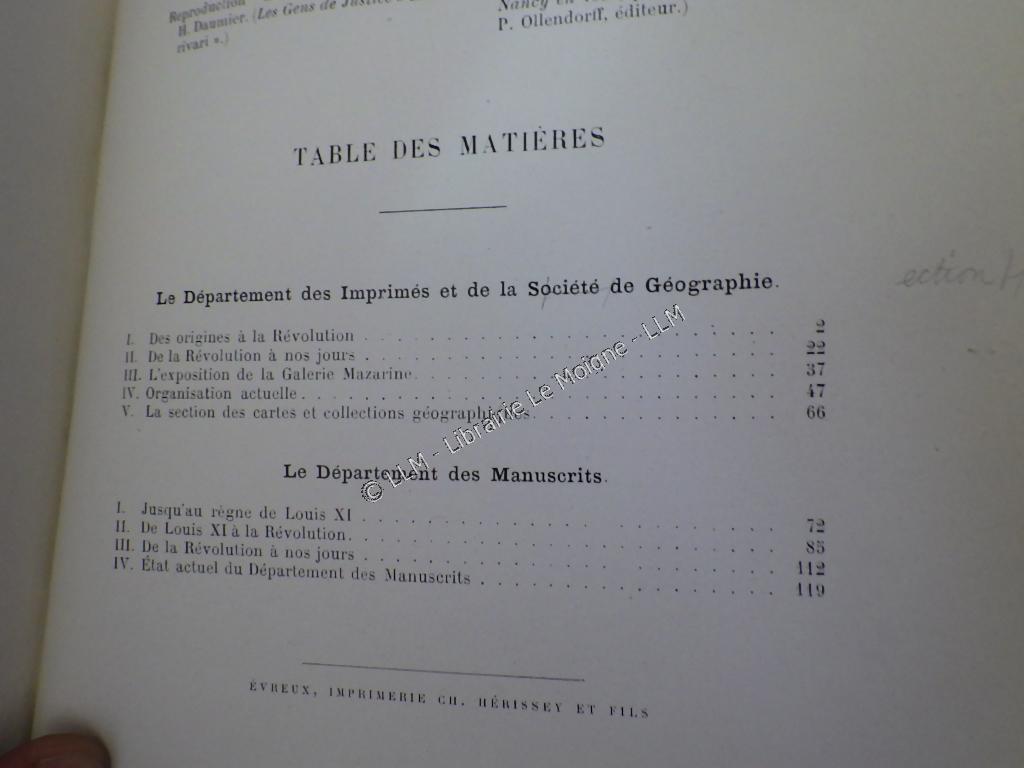 Reproduction
H. Daumier. (Les Gens de Justice
rivari ».)
Nancy en
P. Ollendorff, éditeur.)
TABLE DES MATIÈRES
Le Département des Imprimés et de la Société de Géographie.
I. Des origines à la Révolution 2
II. De la Révolution à nos jours 22
III. L'exposition de la Galerie Mazarine. 37
IV. Organisation actuelle 47
V. La section des cartes et collections géographiques 66
Le Département des Manuscrits.
I. Jusqu'au règne de Louis XI 72
II. De Louis XI à la Révolution. 85
III. De la Révolution à nos jours 112
IV. État actuel du Département des Manuscrits 119
ÉVREUX, IMPRIMERIE CH. HÉRISSEY ET FILS
ection
© LLM - Librairie Le Moigne - LLM